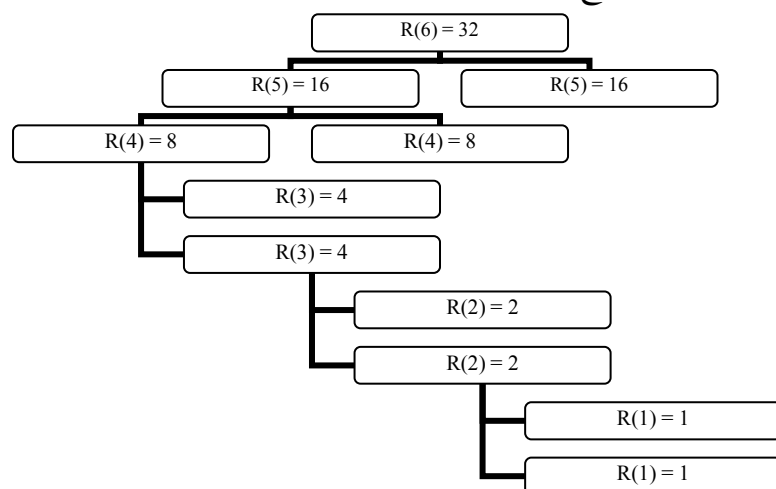 R(6) = 32
R(5) = 16
R(5) = 16
R(4) = 8
R(4) = 8
R(3) = 4
R(3) = 4
R(2) = 2
R(2) = 2
R(1) = 1
R(1) = 1